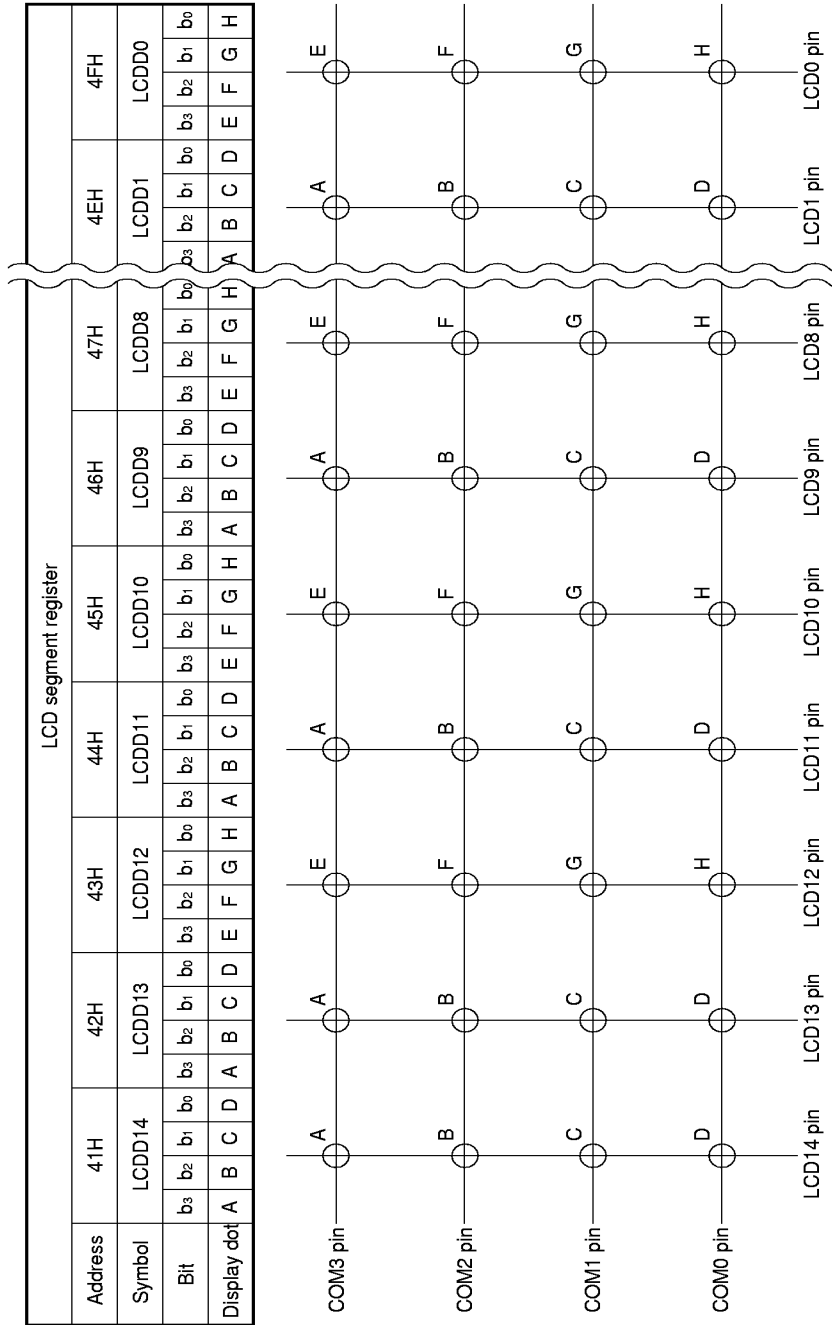 LCD segment register
Address 41H 42H 43H 44H 45H 46H 47H 4EH 4FH
Symbol LCDD14 LCDD13 LCDD12 LCDD11 LCDD10 LCDD9 LCDD8 LCDD1 LCDD0
Bit b3 b2 b1 b0 b3 b2 b1 b0 b3 b2 b1 b0 b3 b2 b1 b0 b3 b2 b1 b0 b3 b2 b1 b0 b3 b2 b1 b0 b3 b2 b1 b0 b3 b2 b1 b0
Display dot A B C D A B C D E F G H A B C D E F G H A B C D E F G H A B C D E F G H
A A E A E A E A E
COM3 pin
B B F B F B F B F
COM2 pin
C C G C G C G C G
COM1 pin
D D H D H D H D H
COM0 pin
LCD14 pin LCD13 pin LCD12 pin LCD11 pin LCD10 pin LCD9 pin LCD8 pin LCD1 pin LCD0 pin